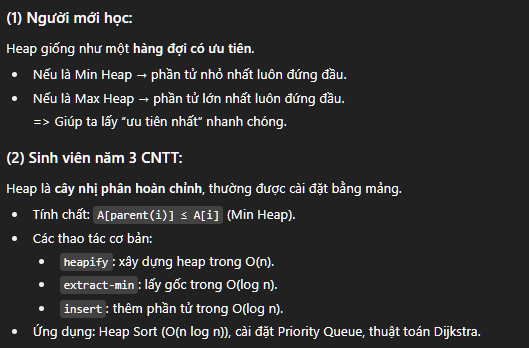 (1) Người mới học:
Heap giống như một hàng đợi có ưu tiên.
• Nếu là Min Heap → phần tử nhỏ nhất luôn đứng đầu.
• Nếu là Max Heap → phần tử lớn nhất luôn đứng đầu.
=> Giúp ta lấy "ưu tiên nhất" nhanh chóng.
(2) Sinh viên năm 3 CNTT:
Heap là cây nhị phân hoàn chỉnh, thường được cài đặt bằng mảng.
• Tính chất: A[parent(i)] ≤ A[i] (Min Heap).
• Các thao tác cơ bản:
• heapify: xây dựng heap trong O(n).
• extract-min: lấy gốc trong O(log n).
• insert: thêm phần tử trong O(log n).
• Ứng dụng: Heap Sort (O(n log n)), cài đặt Priority Queue, thuật toán Dijkstra.